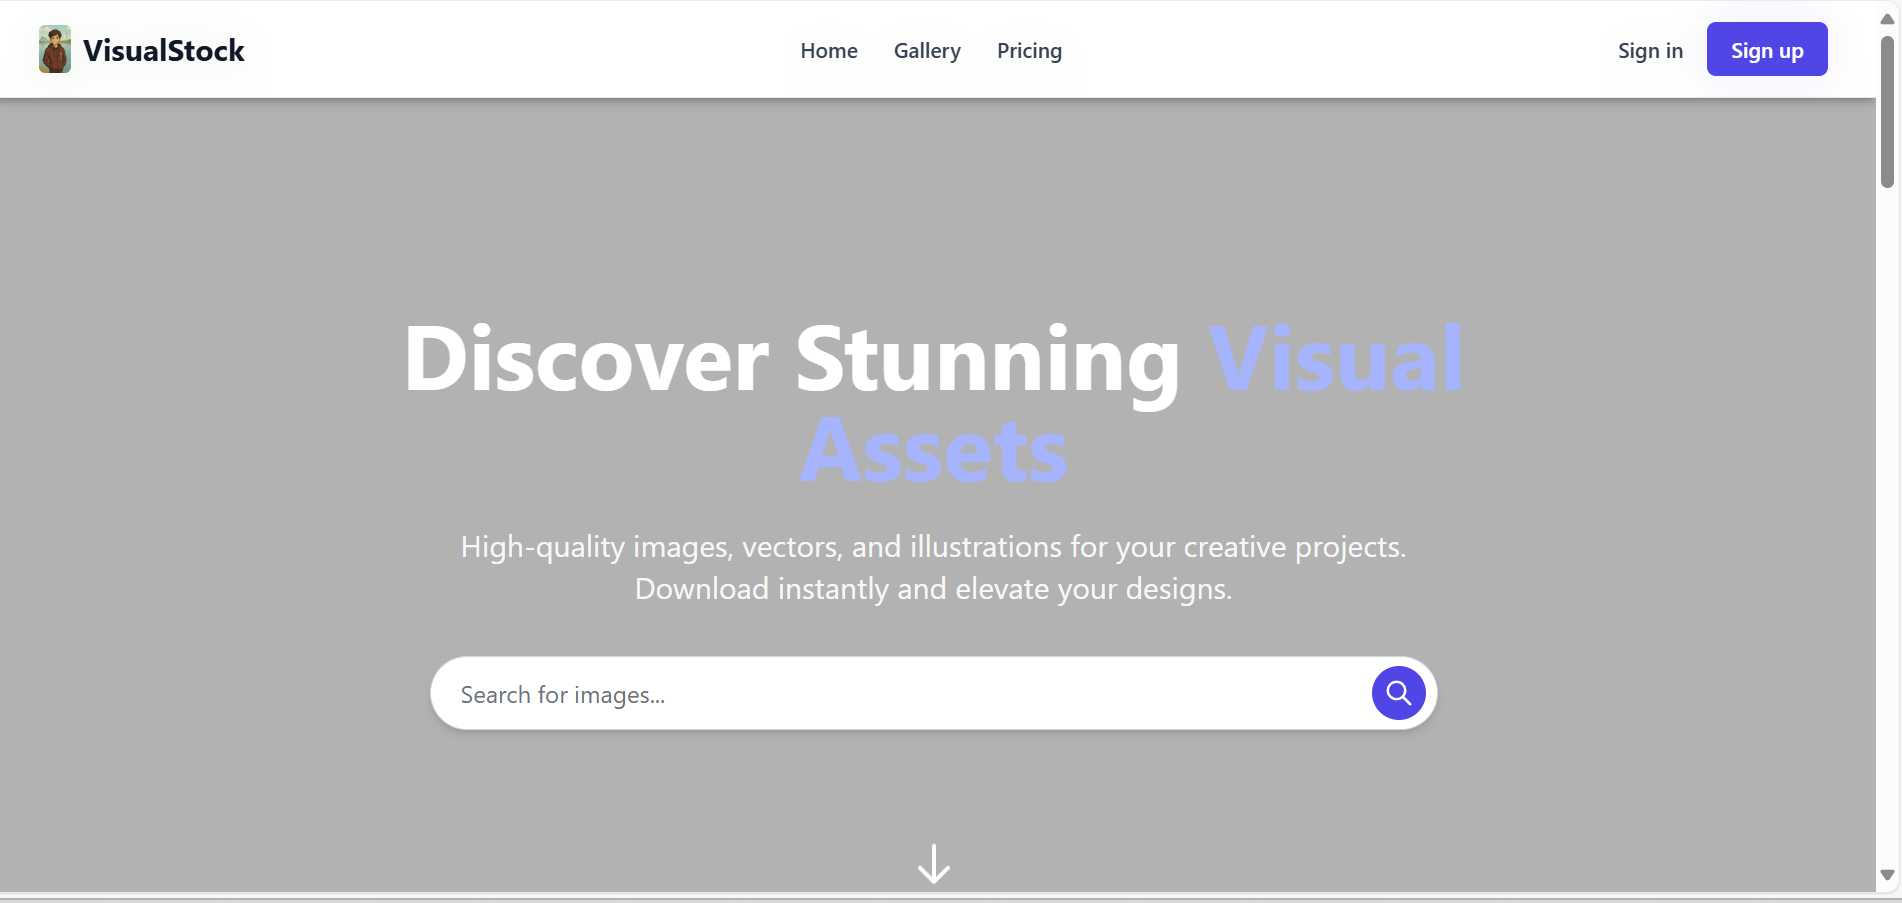 VisualStock
Home
Gallery
Pricing
Sign in
Sign up
Discover Stunning Visual
Assets
High-quality images, vectors, and illustrations for your creative projects.
Download instantly and elevate your designs.
Search for images...